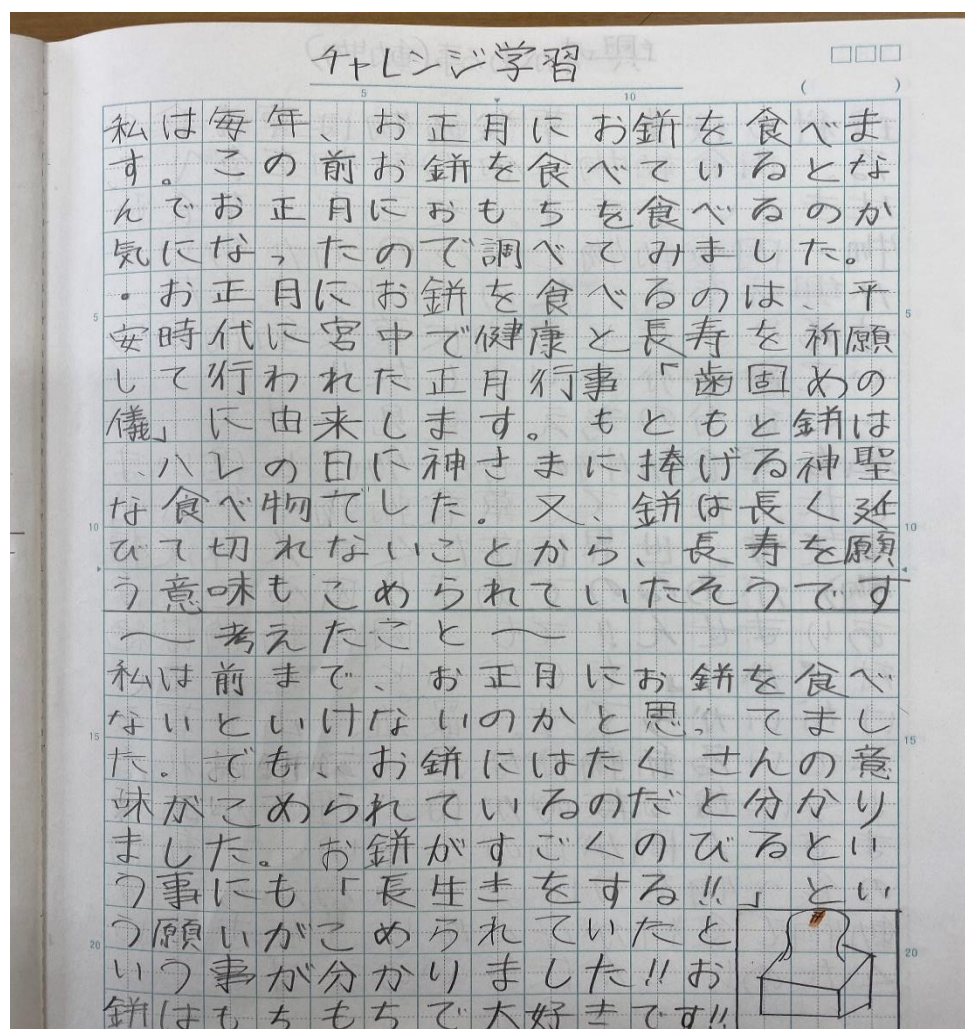 チャレンジ学習
5 10
( )
私は毎年、お正月にお餅を食べま
す。この前お餅を食べているとな
んでお正月におもちを食べるのか
気になったので調べてみました。
・お正月にお餅を食べるのは、平
5 安時代に宮中で健康と長寿を祈願 5
して行われた正月行事「歯固めの
儀」に由来します。もともと餅は
、ハレの日に神さまに捧げる神聖
10 な食べ物でした。又、餅は長く延 10
びて切れないことから、長寿を願
う意味もこめられていたそうです
〜考えたこと〜
私は前まで、お正月にお餅を食べ
15 ないといけないのかと思ってまし 15
た。でも、お餅にはたくさんの意
味がこめられているのだと分かり
ました。お餅がすごくのびるとい
う事にも「長生きをする!!」とい
20 う願いがこめられていたと 20
いう事が分かりました!!お
餅はもちもちで大好きです!!